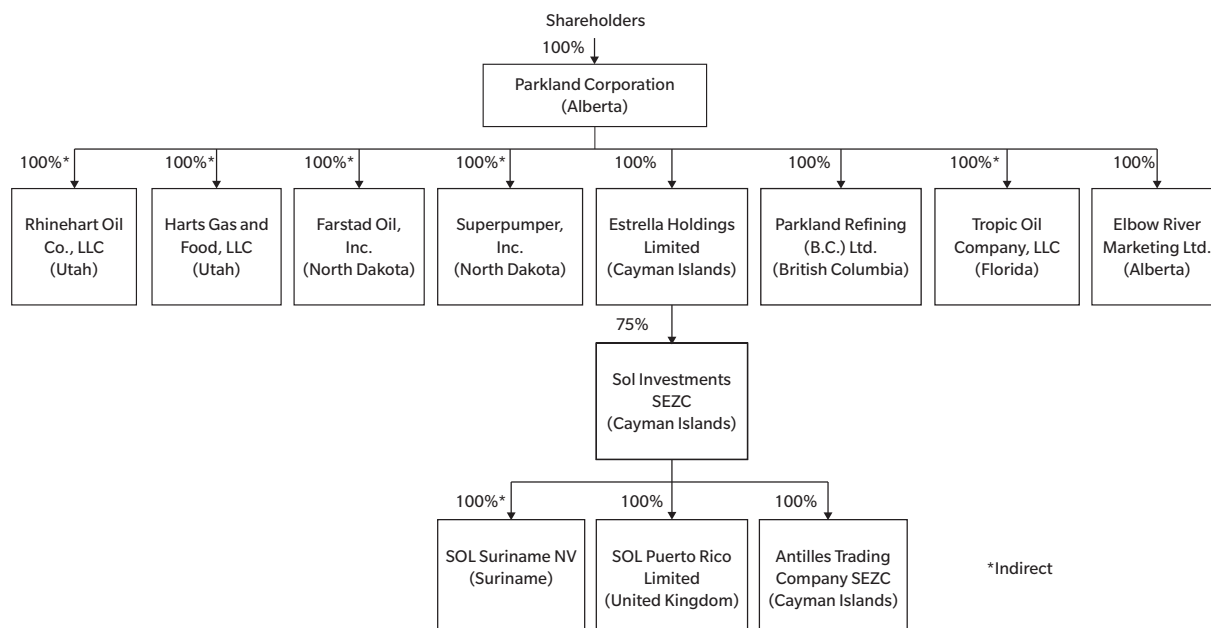 Shareholders
100%
Parkland Corporation
(Alberta)
100%*
100%*
100%*
100%*
100%
100%
100%*
100%
Rhinehart Oil
Co., LLC
(Utah)
Harts Gas and
Food, LLC
(Utah)
Farstad Oil,
Inc.
(North Dakota)
Superpumper,
Inc.
(North Dakota)
Estrella Holdings
Limited
(Cayman Islands)
Parkland Refining
(B.C.) Ltd.
(British Columbia)
Tropic Oil
Company, LLC
(Florida)
Elbow River
Marketing Ltd.
(Alberta)
75%
Sol Investments
SEZC
(Cayman Islands)
100%*
100%
100%
SOL Suriname NV
(Suriname)
SOL Puerto Rico
Limited
(United Kingdom)
Antilles Trading
Company SEZC
(Cayman Islands)
*Indirect